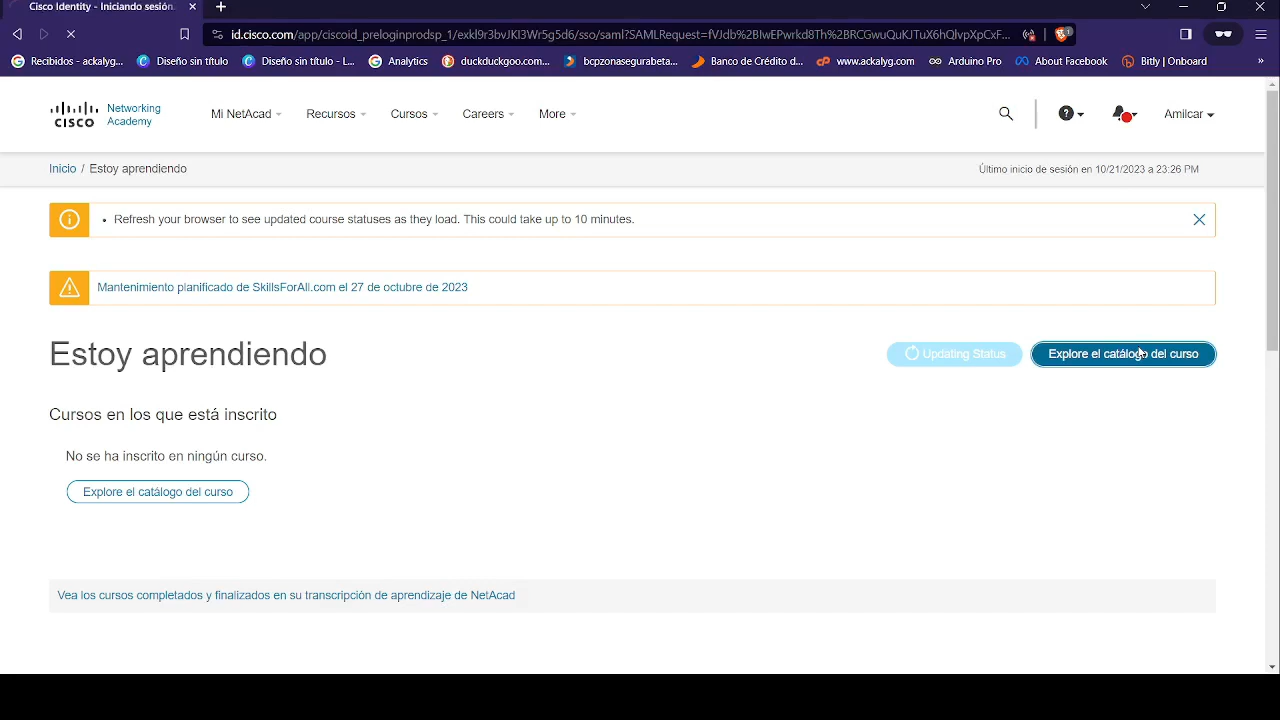 Cisco Identity - Iniciando sesión
id.cisco.com/app/ciscoid_preloginprodsp_1/exkl9r3bvJKI3Wr5g5d6/sso/saml?SAMLRequest=fVJdb%2BIwEPwrkd8Th%2BRCGwuQuKJTuX6hQlvpXpCxF...
1
Recibidos - ackalyg...
Diseño sin título
Diseño sin título - L...
Analytics
duckduckgoo.com...
bcpzonasegurabeta...
Banco de Crédito d...
www.ackalyg.com
Arduino Pro
About Facebook
Bitly | Onboard
»
cisco
Networking
Academy
Mi NetAcad
Recursos
Cursos
Careers
More
Amilcar
Inicio / Estoy aprendiendo
Último inicio de sesión en 10/21/2023 a 23:26 PM
• Refresh your browser to see updated course statuses as they load. This could take up to 10 minutes.
Mantenimiento planificado de SkillsForAll.com el 27 de octubre de 2023
Estoy aprendiendo
Updating Status
Explore el catálogo del curso
Cursos en los que está inscrito
No se ha inscrito en ningún curso.
Explore el catálogo del curso
Vea los cursos completados y finalizados en su transcripción de aprendizaje de NetAcad